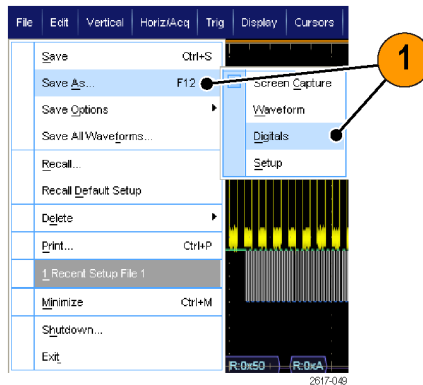 File Edit Vertical Horiz/Acq Trig Display Cursors
Save Ctrl+S
Save As... F12
Save Options
Save All Waveforms...
Recall...
Recall Default Setup
Delete
Print... Ctrl+P
1 Recent Setup File 1
Minimize Ctrl+M
Shutdown...
Exit
Screen Capture
Waveform
Digitals
Setup
1
R:0x50 R:0xA
2617-049